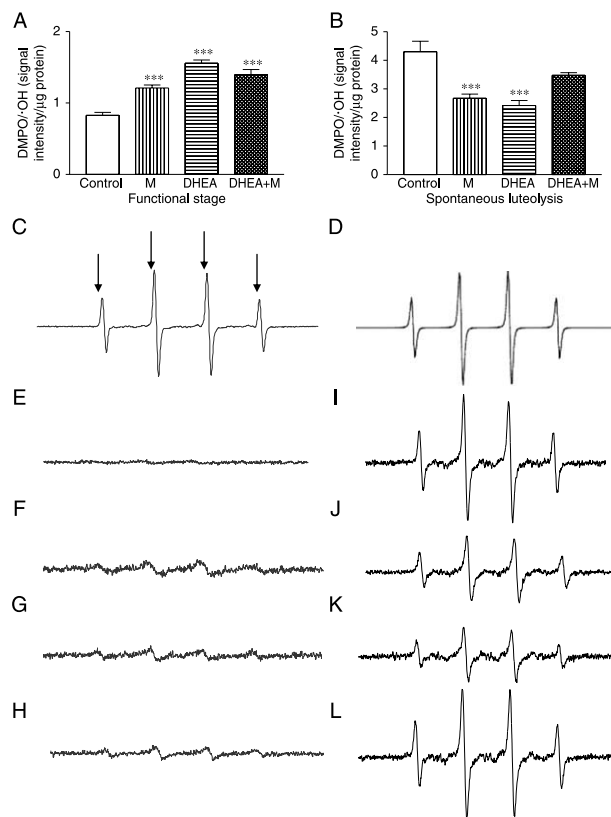 A
DMPO/·OH (signal
intensity/µg protein)
2
1
0
***
***
***
Control M DHEA DHEA+M
Functional stage
B
DMPO/·OH (signal
intensity/µg protein)
5
4
3
2
1
0
***
***
Control M DHEA DHEA+M
Spontaneous luteolysis
C
D
E
I
F
J
G
K
H
L